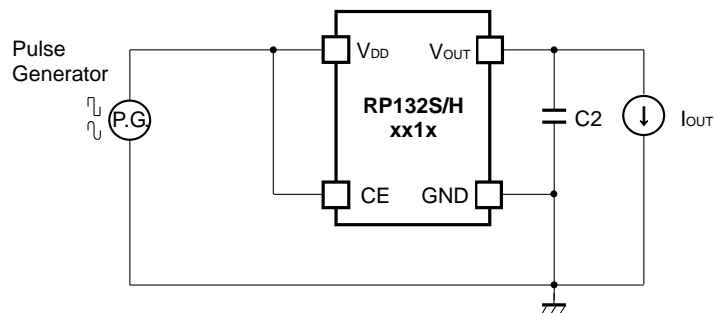 Pulse
Generator
P.G.
VDD
VOUT
RP132S/H
xx1x
C2
IOUT
CE
GND